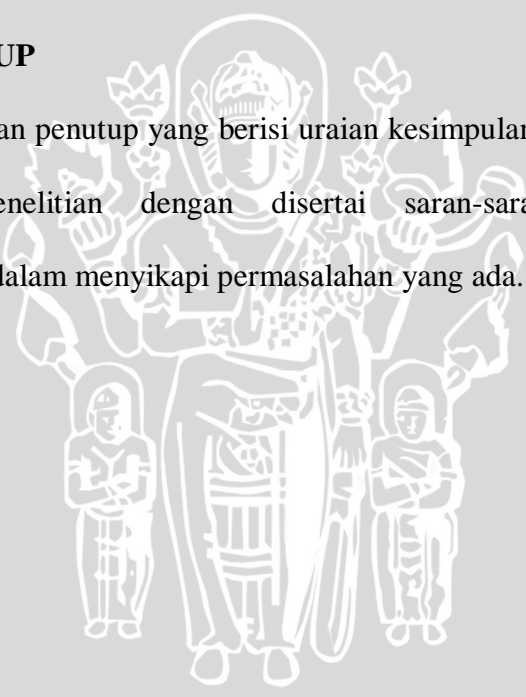 UP
an penutup yang berisi uraian kesimpulan
enelitian dengan disertai saran-sara
dalam menyikapi permasalahan yang ada.